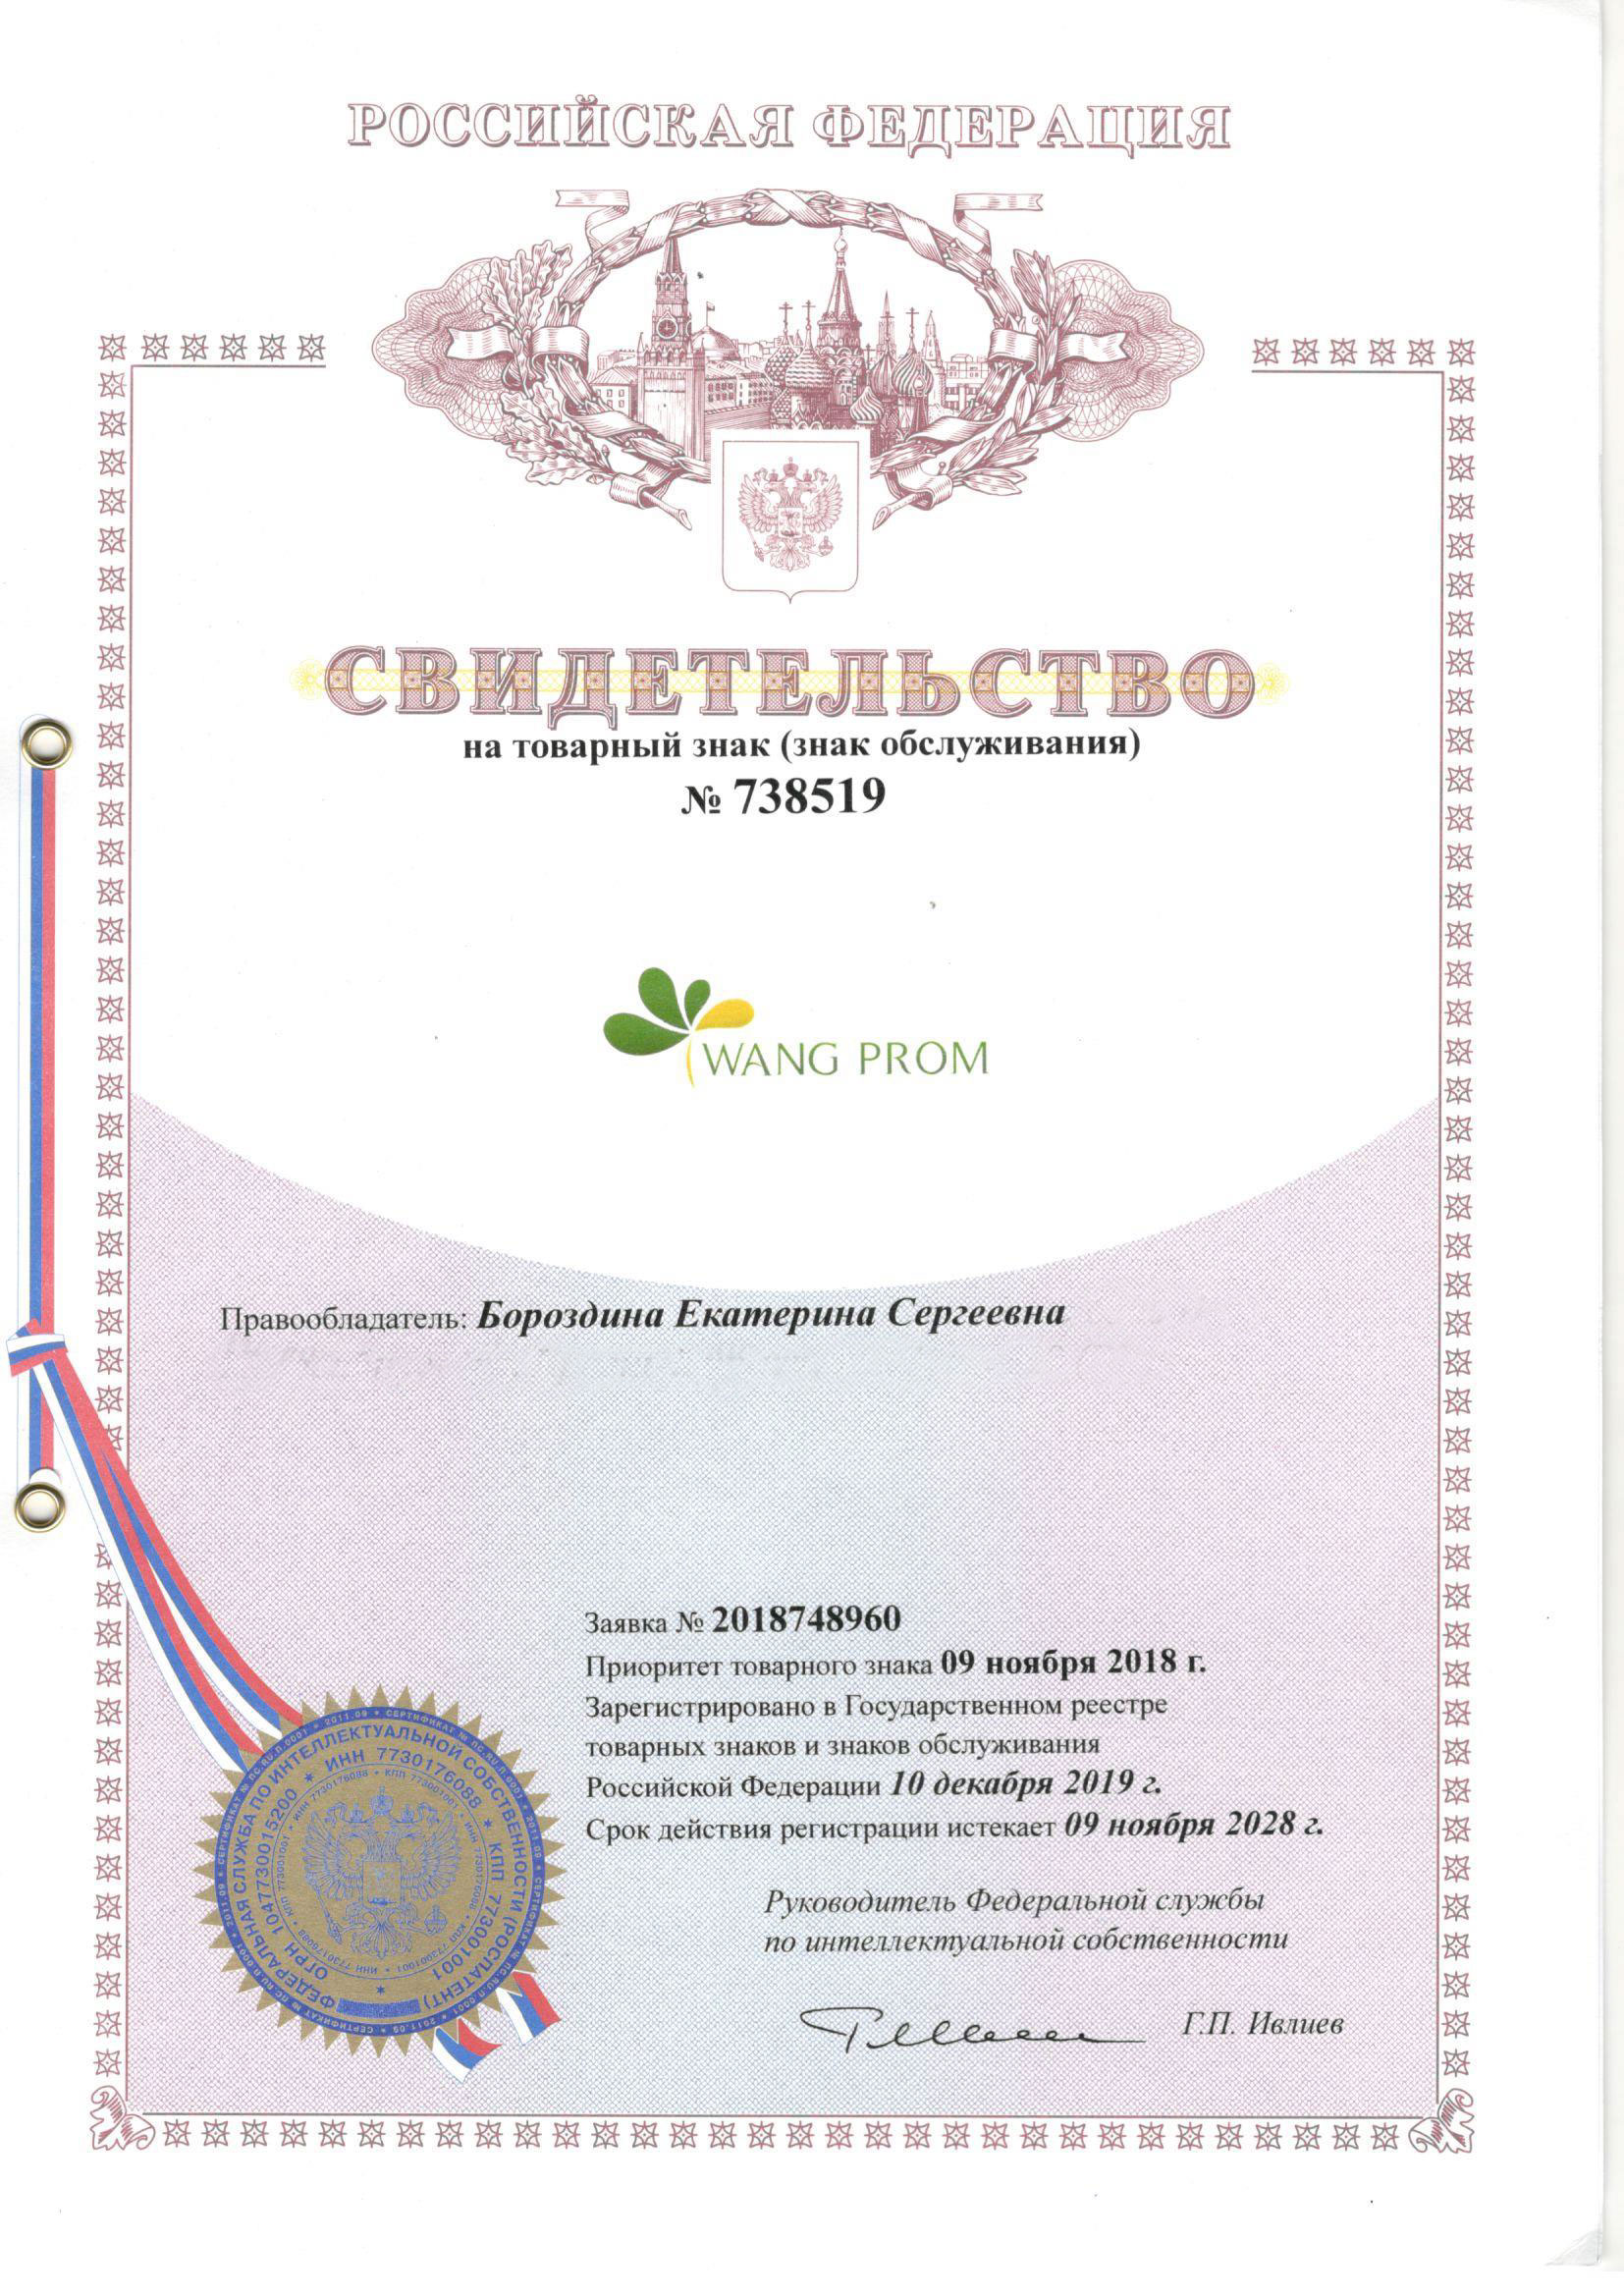 РОССИЙСКАЯ ФЕДЕРАЦИЯ
СВИДЕТЕЛЬСТВО
на товарный знак (знак обслуживания)
№ 738519
WANG PROM
Правообладатель: Бороздина Екатерина Сергеевна
Заявка № 2018748960
Приоритет товарного знака 09 ноября 2018 г.
Зарегистрировано в Государственном реестре
товарных знаков и знаков обслуживания
Российской Федерации 10 декабря 2019 г.
Срок действия регистрации истекает 09 ноября 2028 г.
Руководитель Федеральной службы
по интеллектуальной собственности
Г.П. Ивлиев
ФЕДЕРАЛЬНАЯ СЛУЖБА ПО ИНТЕЛЛЕКТУАЛЬНОЙ СОБСТВЕННОСТИ (РОСПАТЕНТ)
ОГРН 1047730015200 * ИНН 7730176088 * КПП 773001001 *